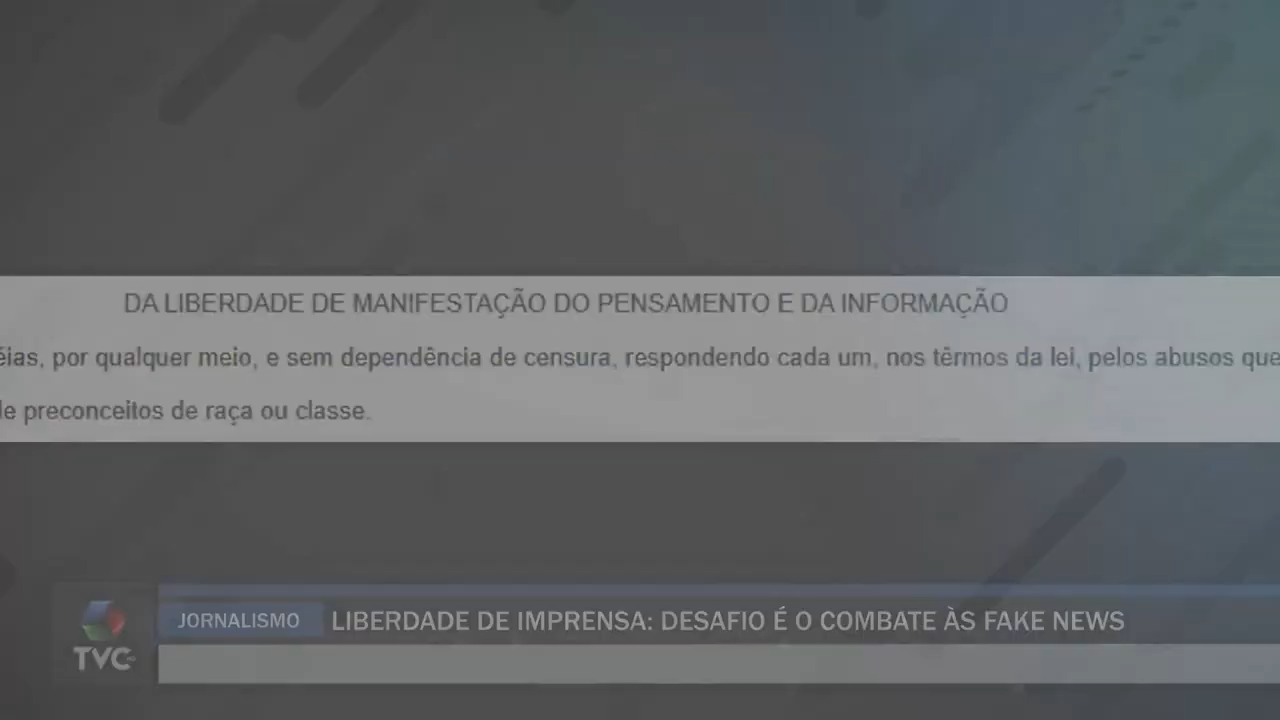 DA LIBERDADE DE MANIFESTAÇÃO DO PENSAMENTO E DA INFORMAÇÃO
éias, por qualquer meio, e sem dependência de censura, respondendo cada um, nos têrmos da lei, pelos abusos que
de preconceitos de raça ou classe.
JORNALISMO LIBERDADE DE IMPRENSA: DESAFIO É O COMBATE ÀS FAKE NEWS
TVC